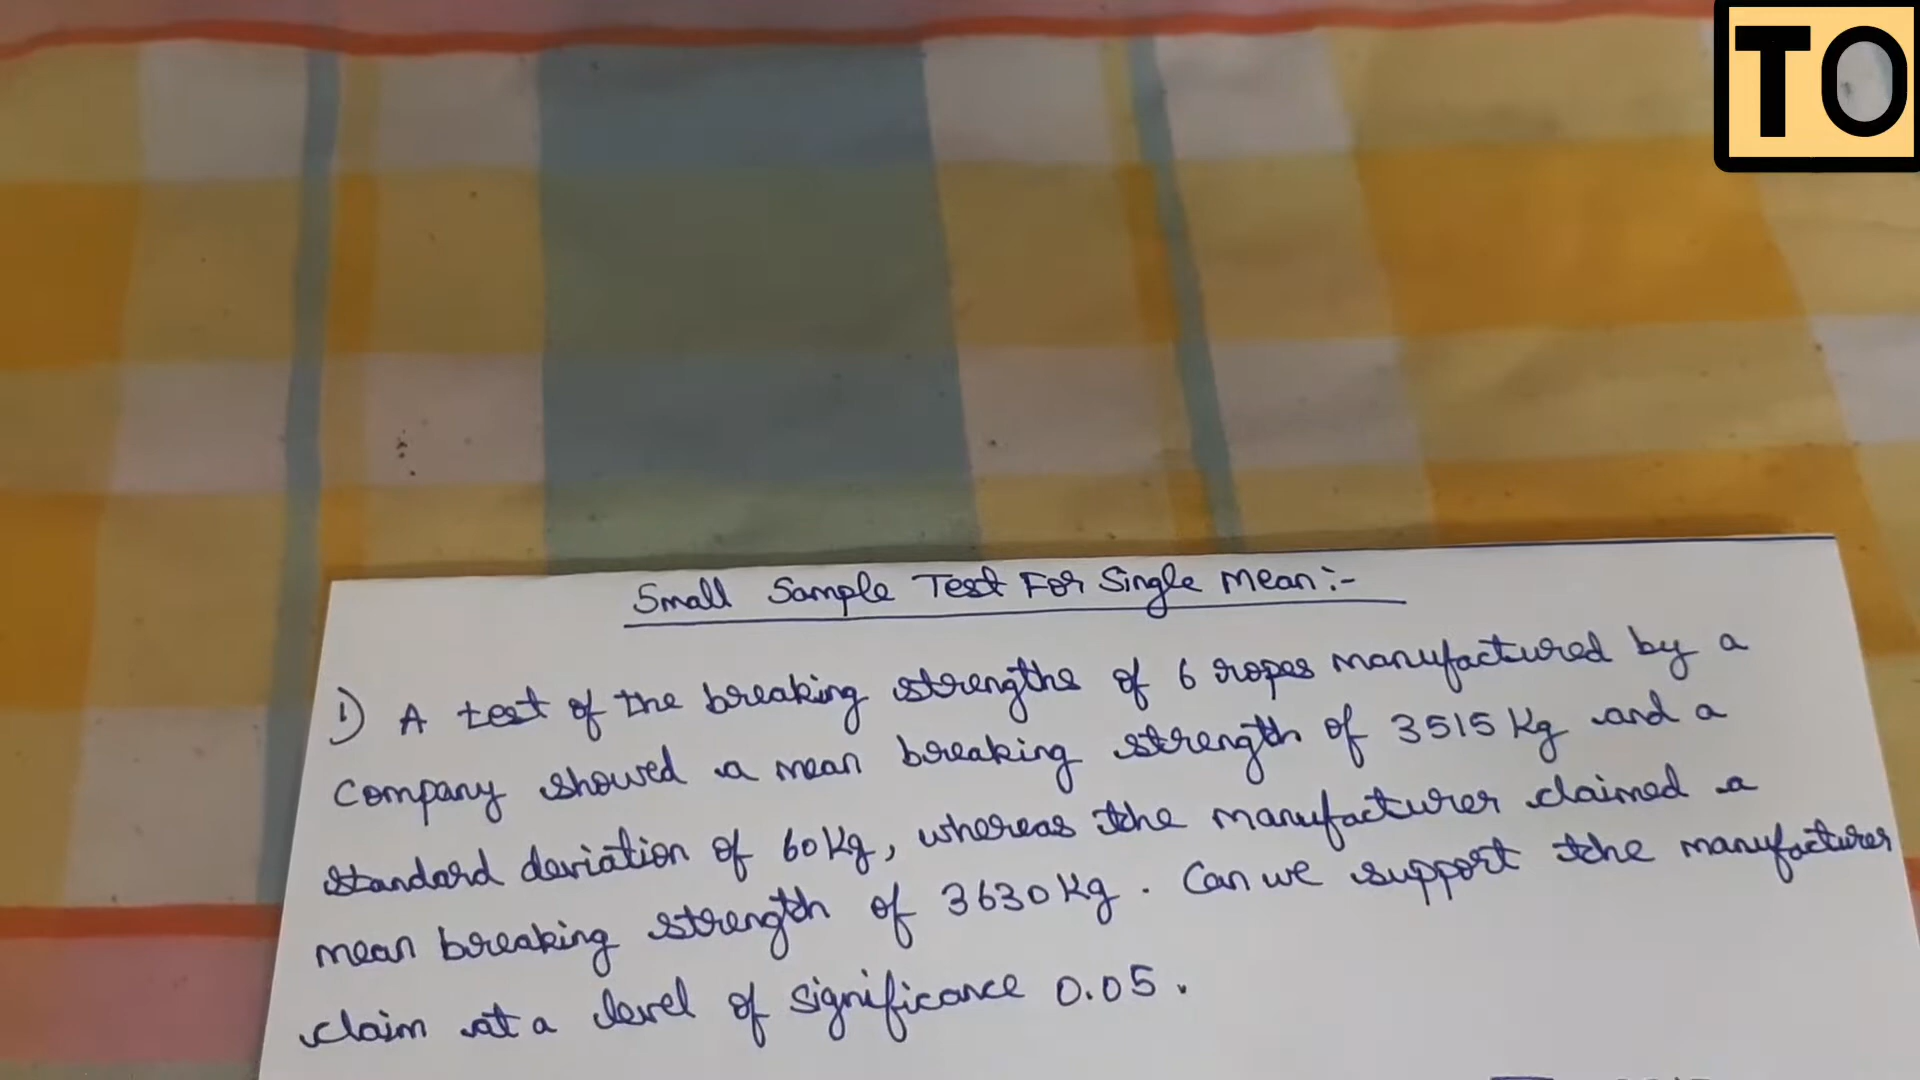 TO
Small Sample Test For Single Mean:-
1) A test of the breaking strengths of 6 ropes manufactured by a
company showed a mean breaking strength of 3515 Kg and a
standard deviation of 60 Kg, whereas the manufacturer claimed a
mean breaking strength of 3630 Kg. Can we support the manufacturer
claim at a level of significance 0.05.